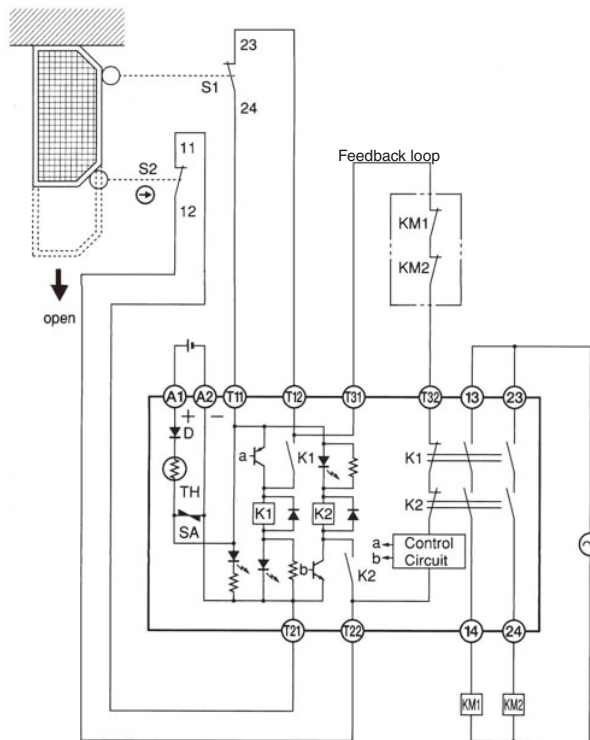 23
S1
24
11
S2
12
open
Feedback loop
KM1
KM2
A1
A2
T11
T12
T31
T32
13
23
+
−
D
a
K1
K1
TH
K1
K2
K2
SA
a
b
Control
Circuit
b
K2
T21
T22
14
24
KM1
KM2